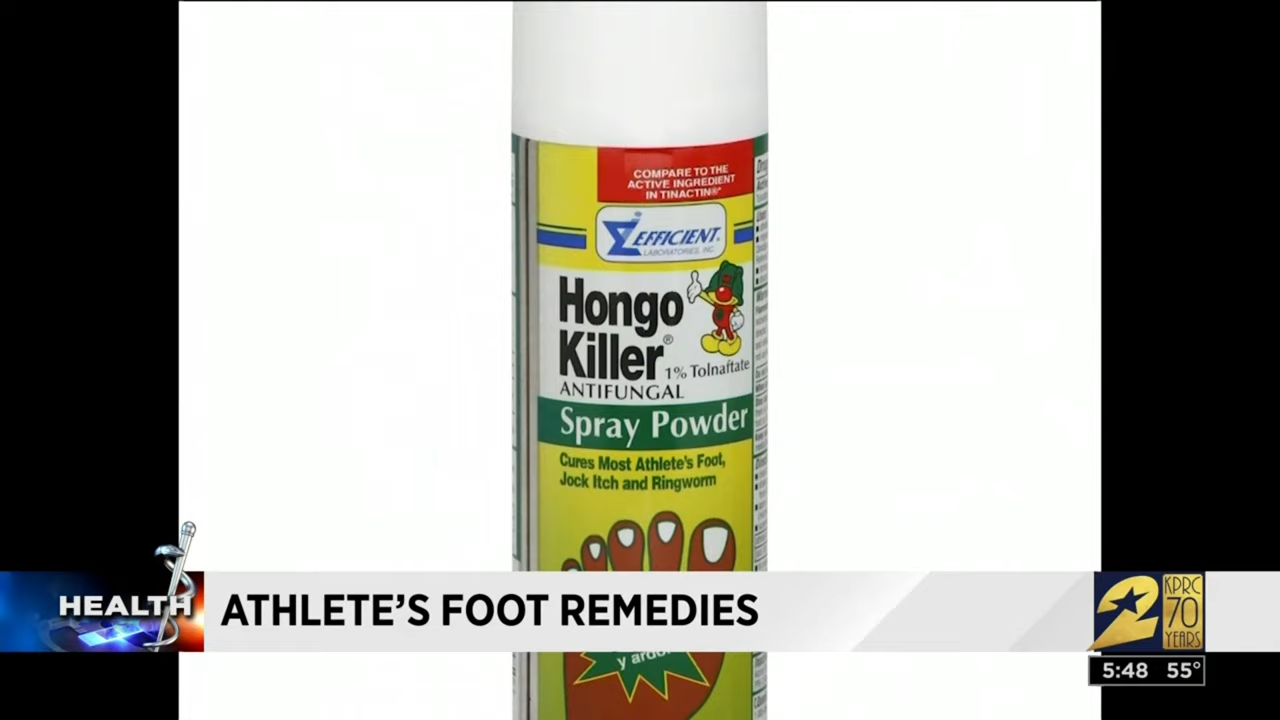 COMPARE TO THE
ACTIVE INGREDIENT
IN TINACTIN®*
EFFICIENT®
LABORATORIES, INC.
Hongo
Killer®
1% Tolnaftate
ANTIFUNGAL
Spray Powder
Cures Most Athlete's Foot,
Jock Itch and Ringworm
y ardor
HEALTH
ATHLETE'S FOOT REMEDIES
2
KPRC
70
YEARS
5:48 55°